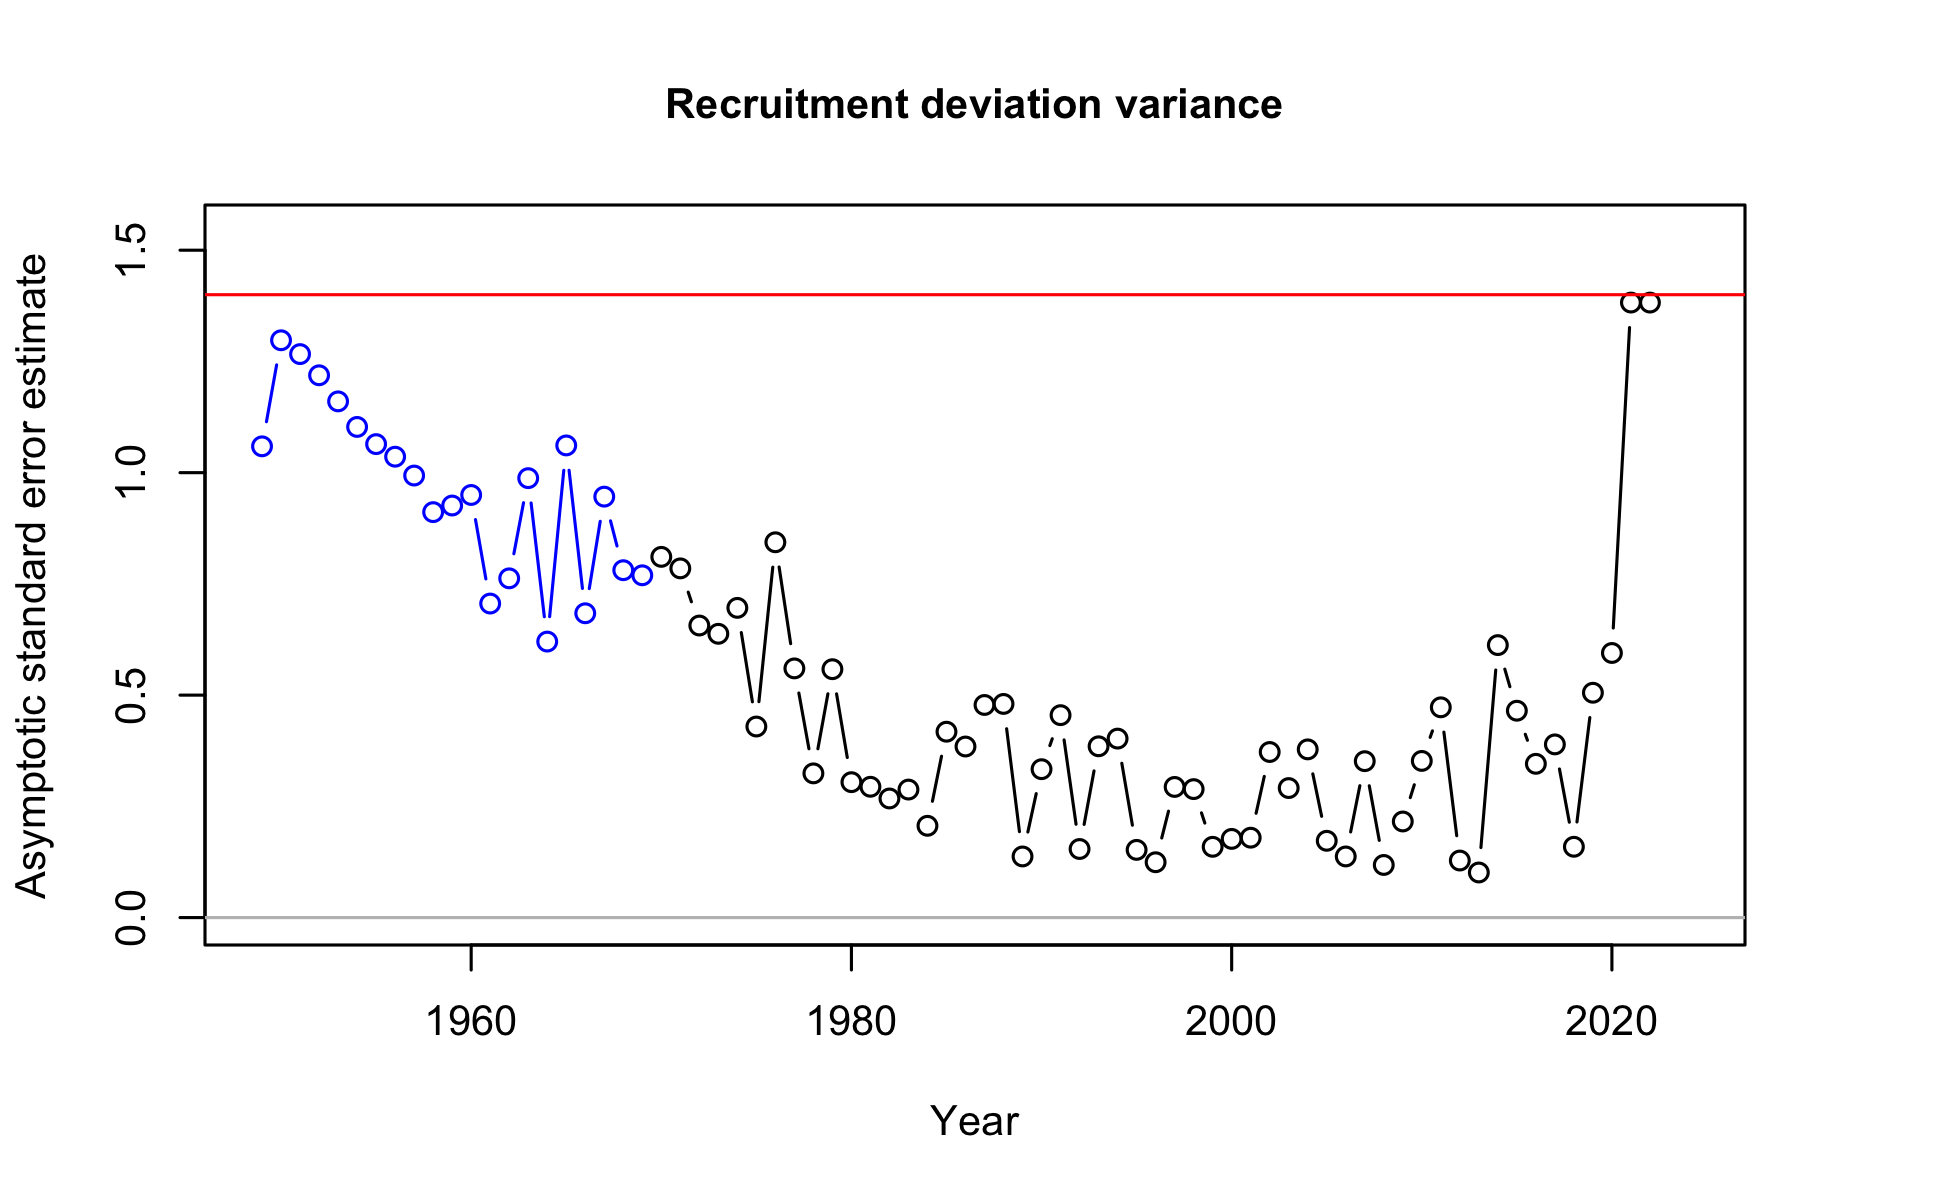 Recruitment deviation variance
Asymptotic standard error estimate
1.5
1.0
0.5
0.0
1960 1980 2000 2020
Year